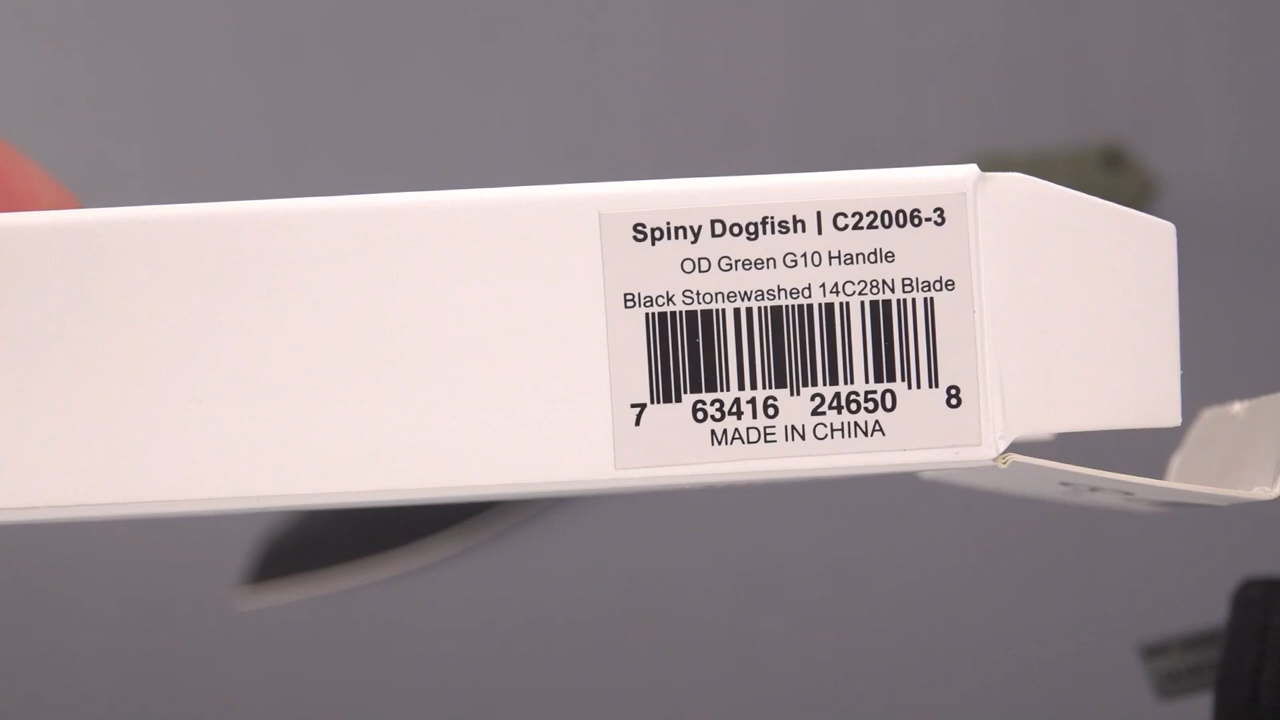 Spiny Dogfish | C22006-3
OD Green G10 Handle
Black Stonewashed 14C28N Blade
7 63416 24650 8
MADE IN CHINA